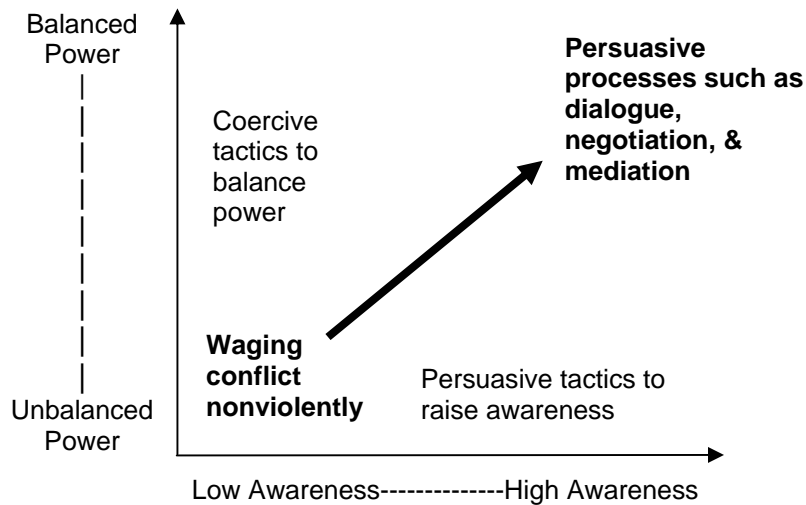 Balanced
Power
Unbalanced
Power
Coercive
tactics to
balance
power
Persuasive
processes such as
dialogue,
negotiation, &
mediation
Waging
conflict
nonviolently
Persuasive tactics to
raise awareness
Low Awareness--------------High Awareness